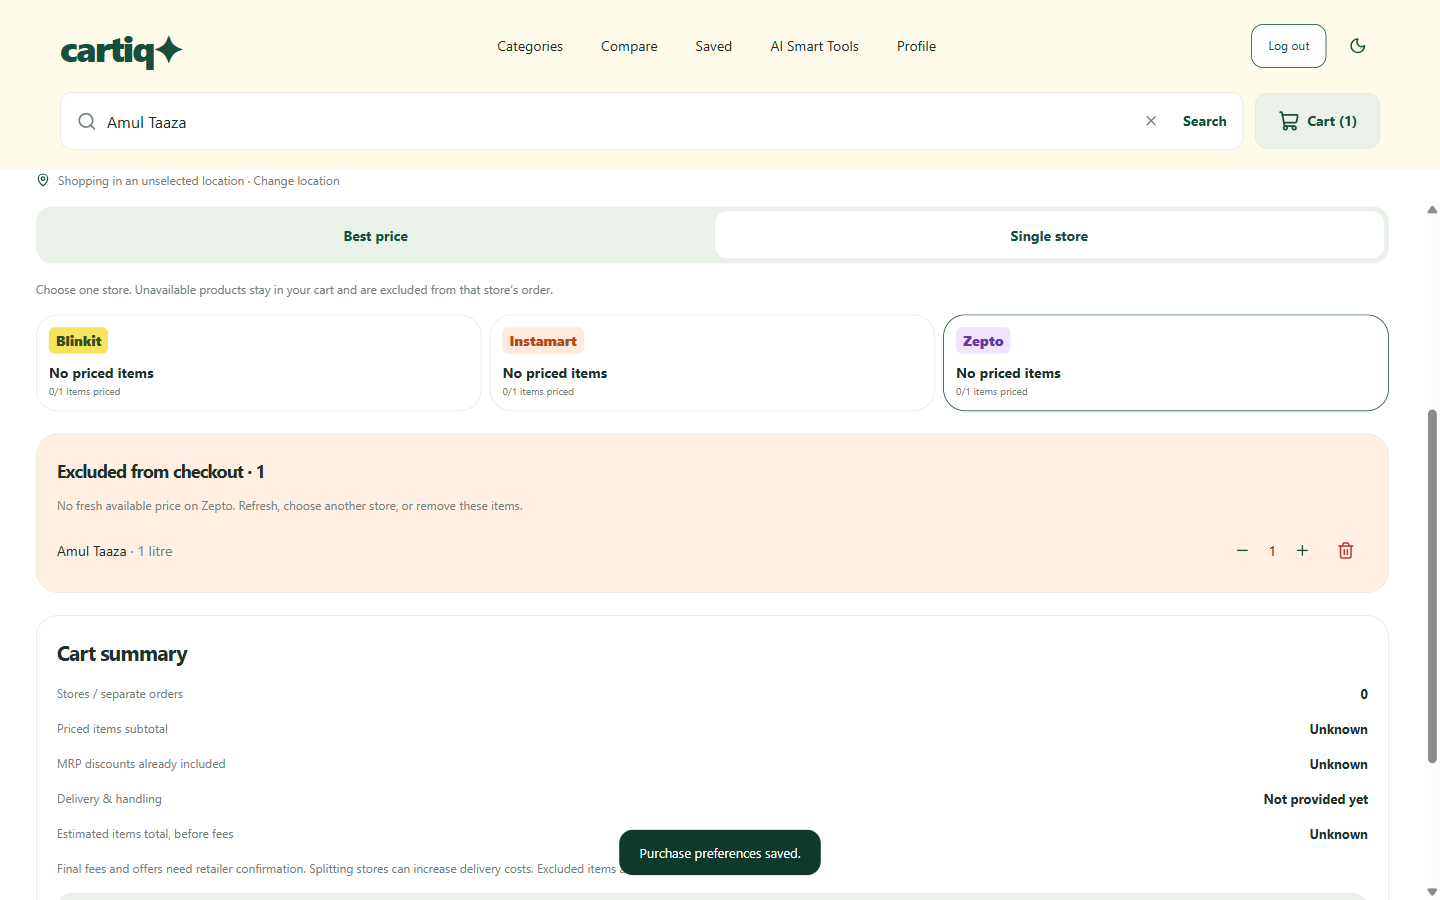 cartiq
Categories
Compare
Saved
AI Smart Tools
Profile
Log out
Amul Taaza
Search
Cart (1)
Shopping in an unselected location · Change location
Best price
Single store
Choose one store. Unavailable products stay in your cart and are excluded from that store's order.
Blinkit
No priced items
0/1 items priced
Instamart
No priced items
0/1 items priced
Zepto
No priced items
0/1 items priced
Excluded from checkout · 1
No fresh available price on Zepto. Refresh, choose another store, or remove these items.
Amul Taaza · 1 litre
− 1 +
Cart summary
Stores / separate orders 0
Priced items subtotal Unknown
MRP discounts already included Unknown
Delivery & handling Not provided yet
Estimated items total, before fees Unknown
Final fees and offers need retailer confirmation. Splitting stores can increase delivery costs. Excluded items
Purchase preferences saved.